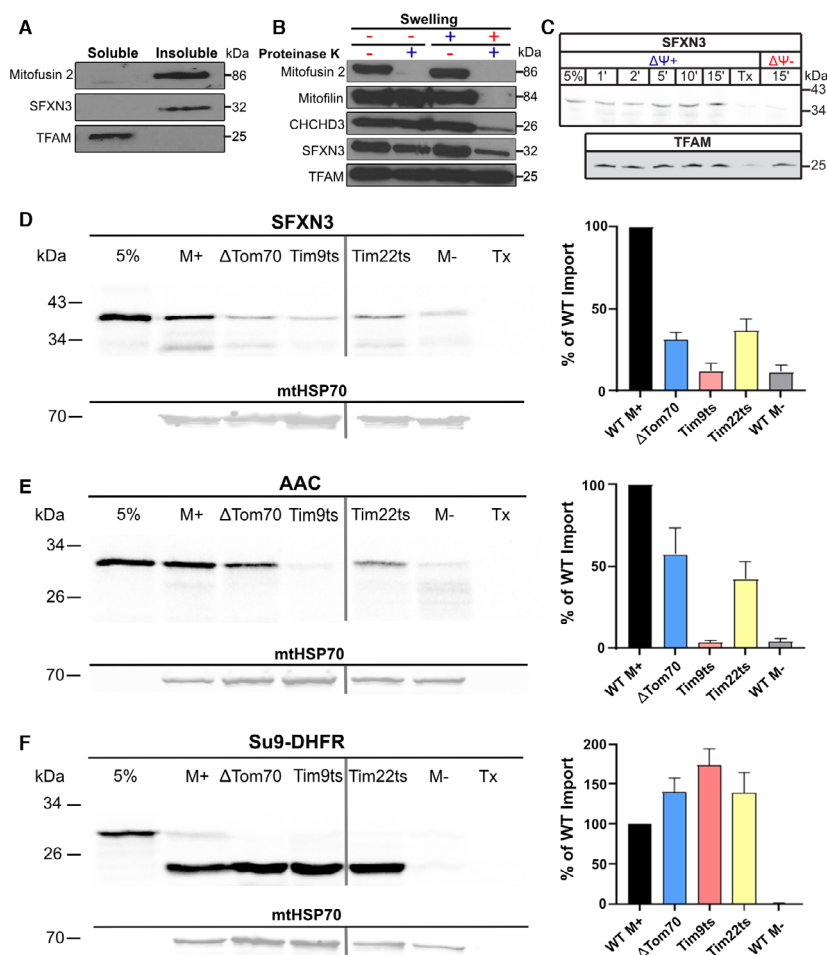 A
Soluble Insoluble kDa
Mitofusin 2 86
SFXN3 32
TFAM 25
B
Swelling
- - + +
Proteinase K - + - + kDa
Mitofusin 2 86
Mitofilin 84
CHCHD3 26
SFXN3 32
TFAM 25
C
SFXN3
ΔΨ+ ΔΨ-
5% 1' 2' 5' 10' 15' Tx 15' kDa
43
34
TFAM
25
D
SFXN3
kDa 5% M+ ΔTom70 Tim9ts Tim22ts M- Tx
43
34
mtHSP70
70
% of WT Import
100
50
0
WT M+ ΔTom70 Tim9ts Tim22ts WT M-
E
AAC
kDa 5% M+ ΔTom70 Tim9ts Tim22ts M- Tx
34
26
mtHSP70
70
% of WT Import
100
50
0
WT M+ ΔTom70 Tim9ts Tim22ts WT M-
F
Su9-DHFR
kDa 5% M+ ΔTom70 Tim9ts Tim22ts M- Tx
34
26
mtHSP70
70
% of WT Import
200
150
100
50
0
WT M+ ΔTom70 Tim9ts Tim22ts WT M-